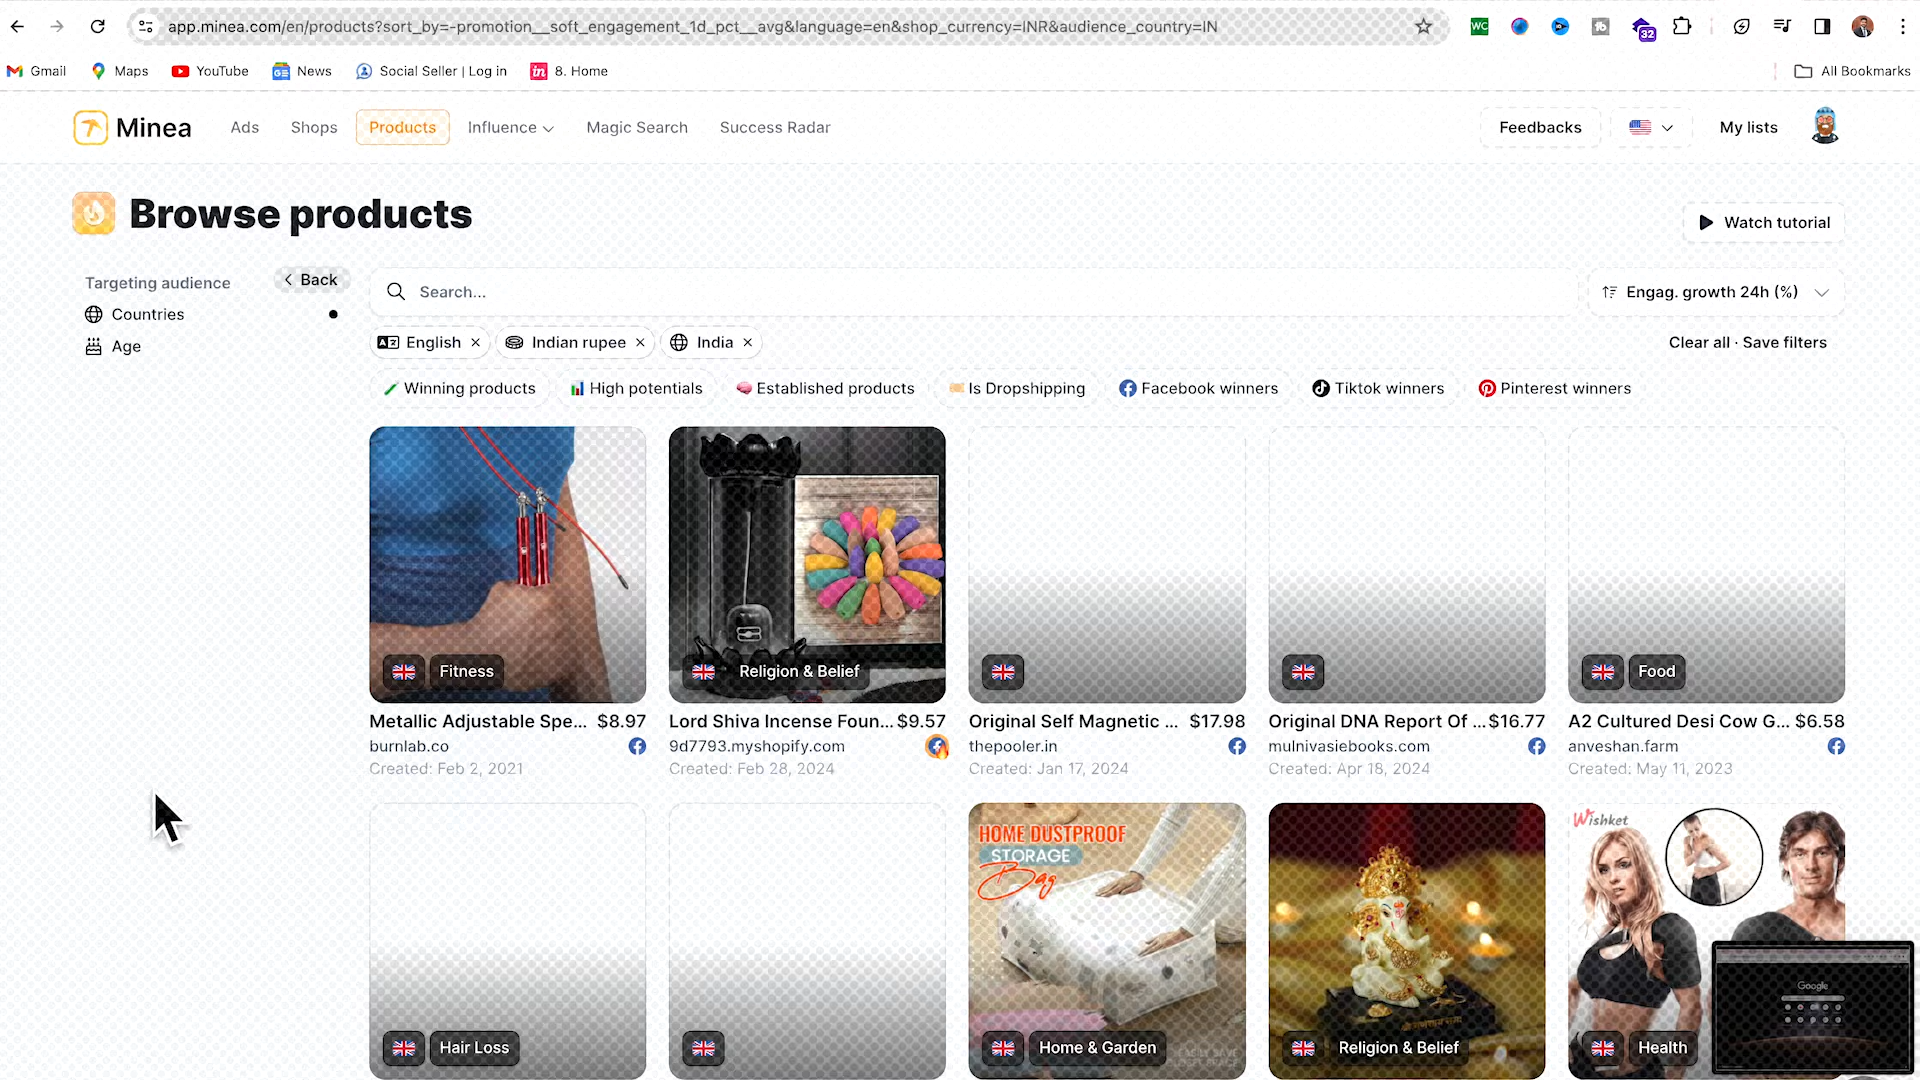 app.minea.com/en/products?sort_by=-promotion__soft_engagement_1d_pct__avg&language=en&shop_currency=INR&audience_country=IN
WC
32
Gmail
Maps
YouTube
News
Social Seller | Log in
in 8. Home
All Bookmarks
Minea
Ads
Shops
Products
Influence
Magic Search
Success Radar
Feedbacks
My lists
Browse products
Watch tutorial
Targeting audience
Back
Search...
Engag. growth 24h (%)
Countries
English ×
Indian rupee ×
India ×
Clear all · Save filters
Age
Winning products
High potentials
Established products
Is Dropshipping
Facebook winners
Tiktok winners
Pinterest winners
Fitness
Religion & Belief
Food
Metallic Adjustable Spe... $8.97
burnlab.co
Created: Feb 2, 2021
Lord Shiva Incense Foun... $9.57
9d7793.myshopify.com
Created: Feb 28, 2024
Original Self Magnetic ... $17.98
thepooler.in
Created: Jan 17, 2024
Original DNA Report Of ... $16.77
mulnivasiebooks.com
Created: Apr 18, 2024
A2 Cultured Desi Cow G... $6.58
anveshan.farm
Created: May 11, 2023
HOME DUSTPROOF
STORAGE
Bag
Wishket
Google
Hair Loss
Home & Garden
Religion & Belief
Health